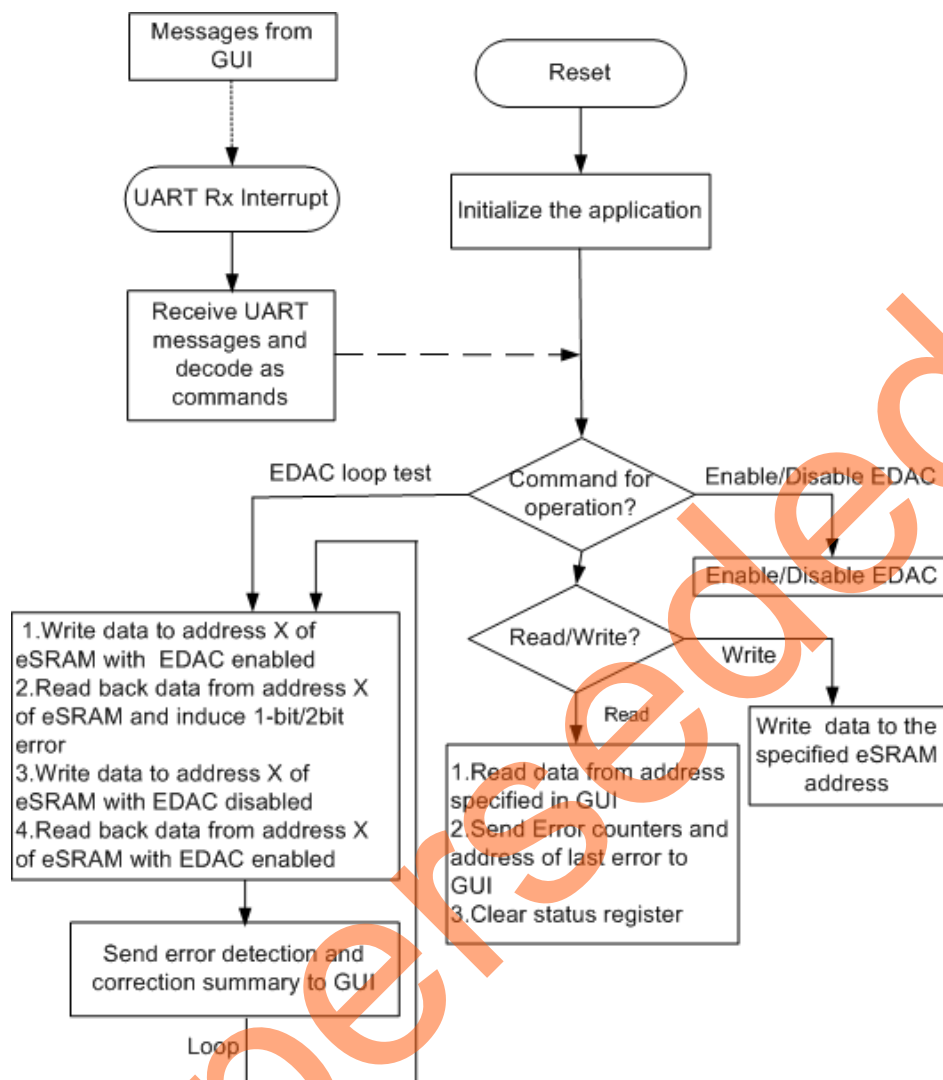 Messages from
GUI
Reset
UART Rx Interrupt
Initialize the application
Receive UART
messages and
decode as
commands
EDAC loop test
Command for
operation?
Enable/Disable EDAC
Enable/Disable EDAC
1.Write data to address X of
eSRAM with EDAC enabled
2.Read back data from address X
of eSRAM and induce 1-bit/2bit
error
3.Write data to address X of
eSRAM with EDAC disabled
4.Read back data from address X
of eSRAM with EDAC enabled
Read/Write?
Write
Read
Write data to the
specified eSRAM
address
1.Read data from address
specified in GUI
2.Send Error counters and
address of last error to
GUI
3.Clear status register
Send error detection and
correction summary to GUI
Loop
perseded